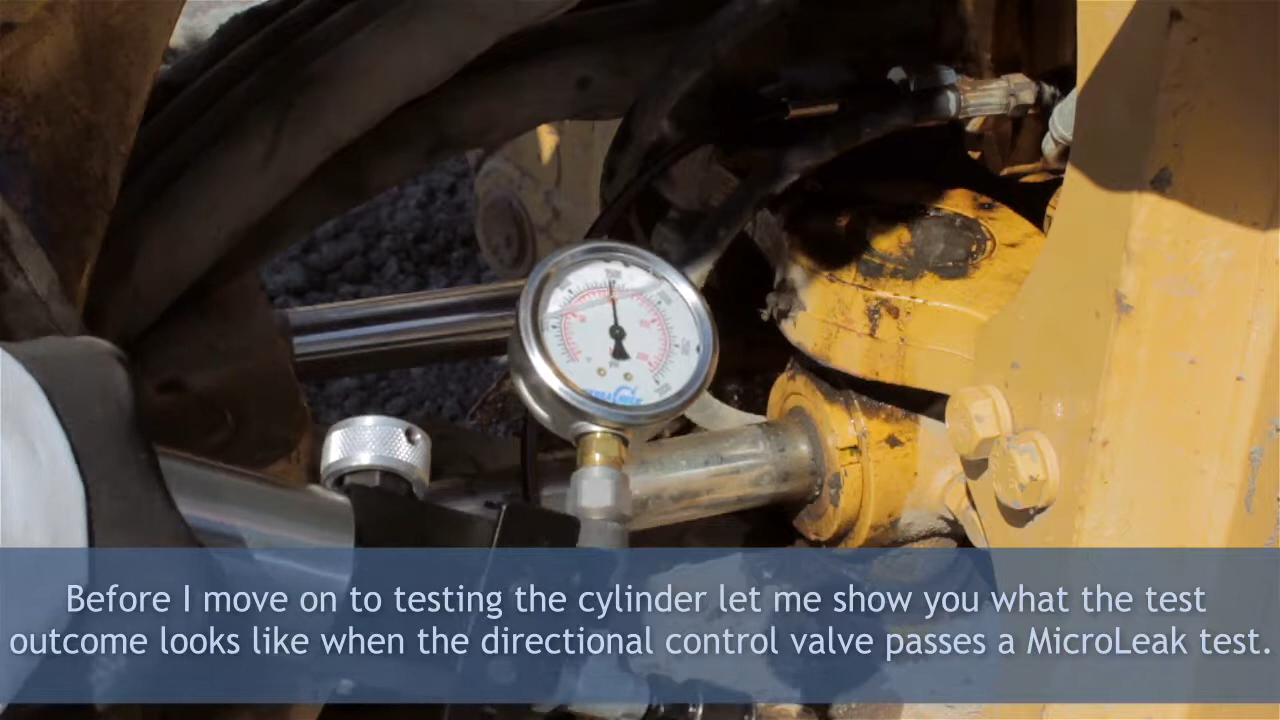 Before I move on to testing the cylinder let me show you what the test
outcome looks like when the directional control valve passes a MicroLeak test.